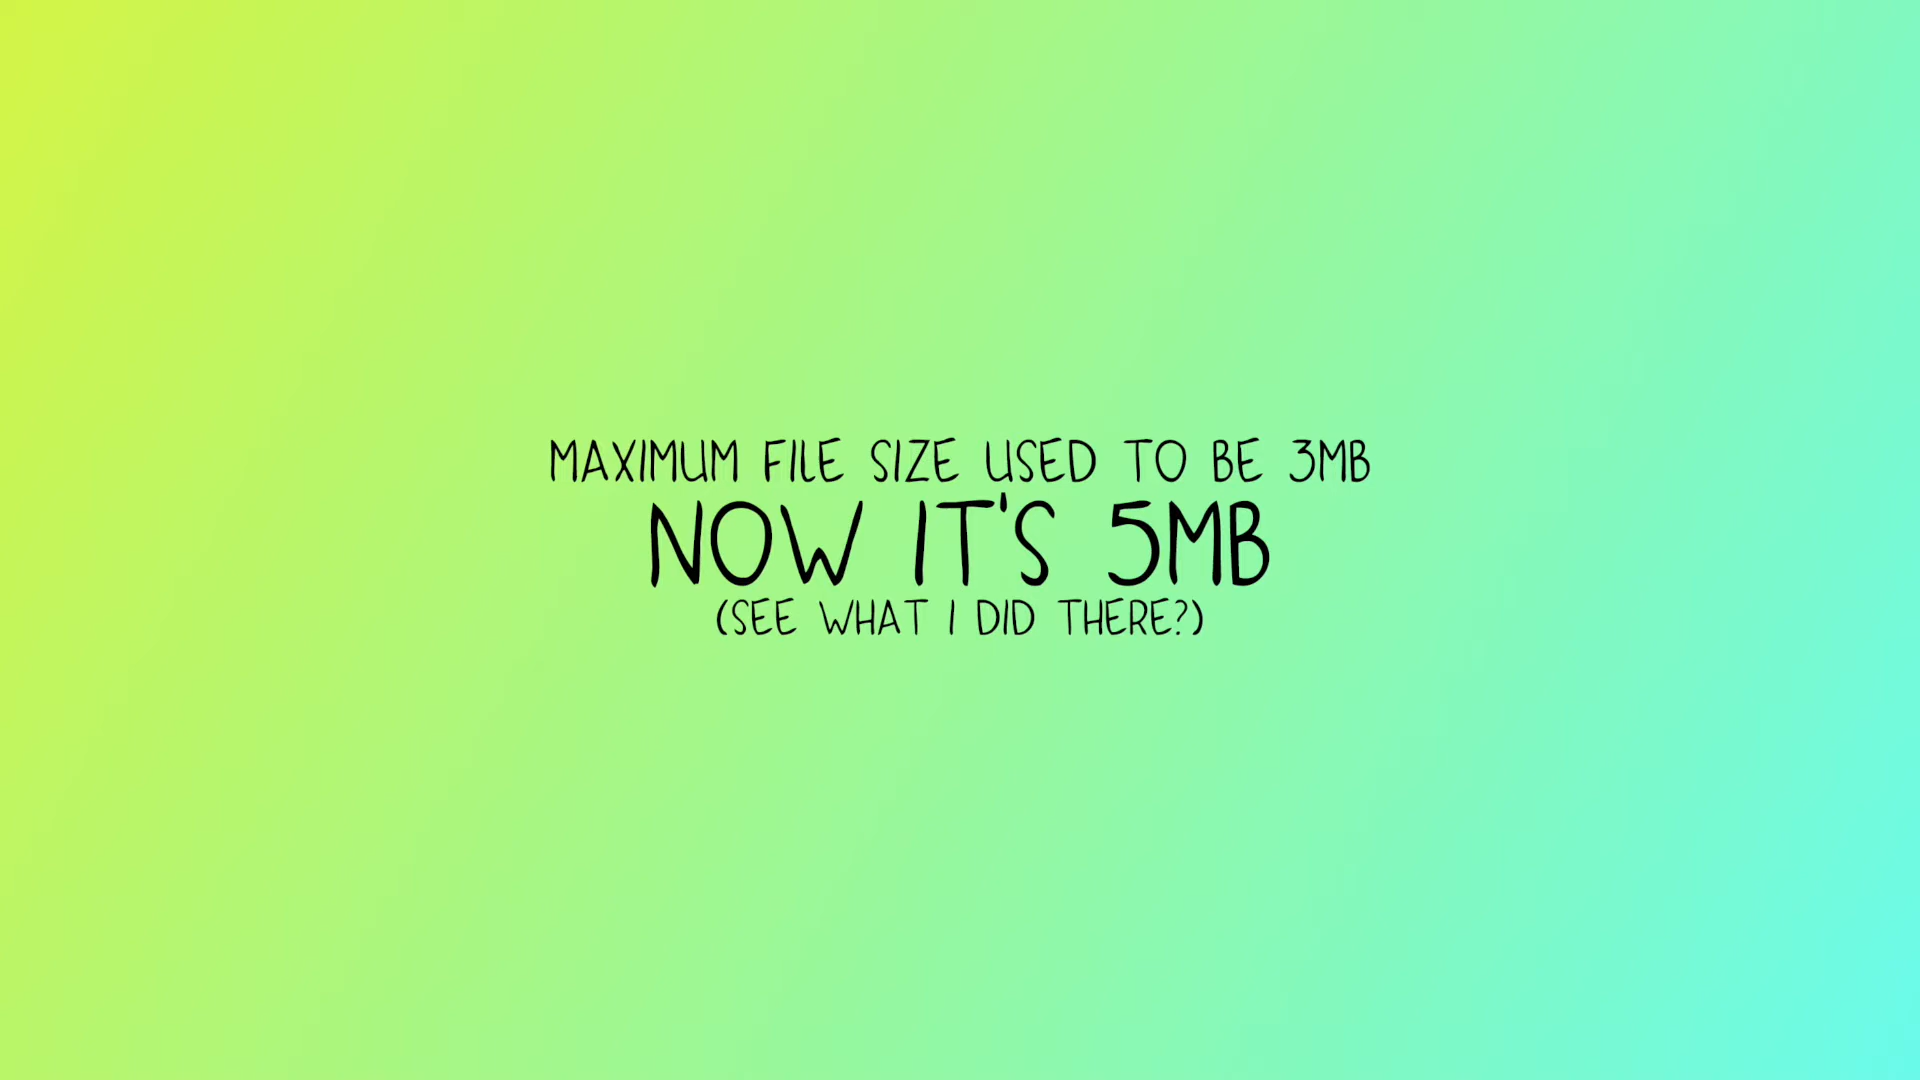 MAXIMUM FILE SIZE USED TO BE 3MB
NOW IT'S 5MB
(SEE WHAT I DID THERE?)